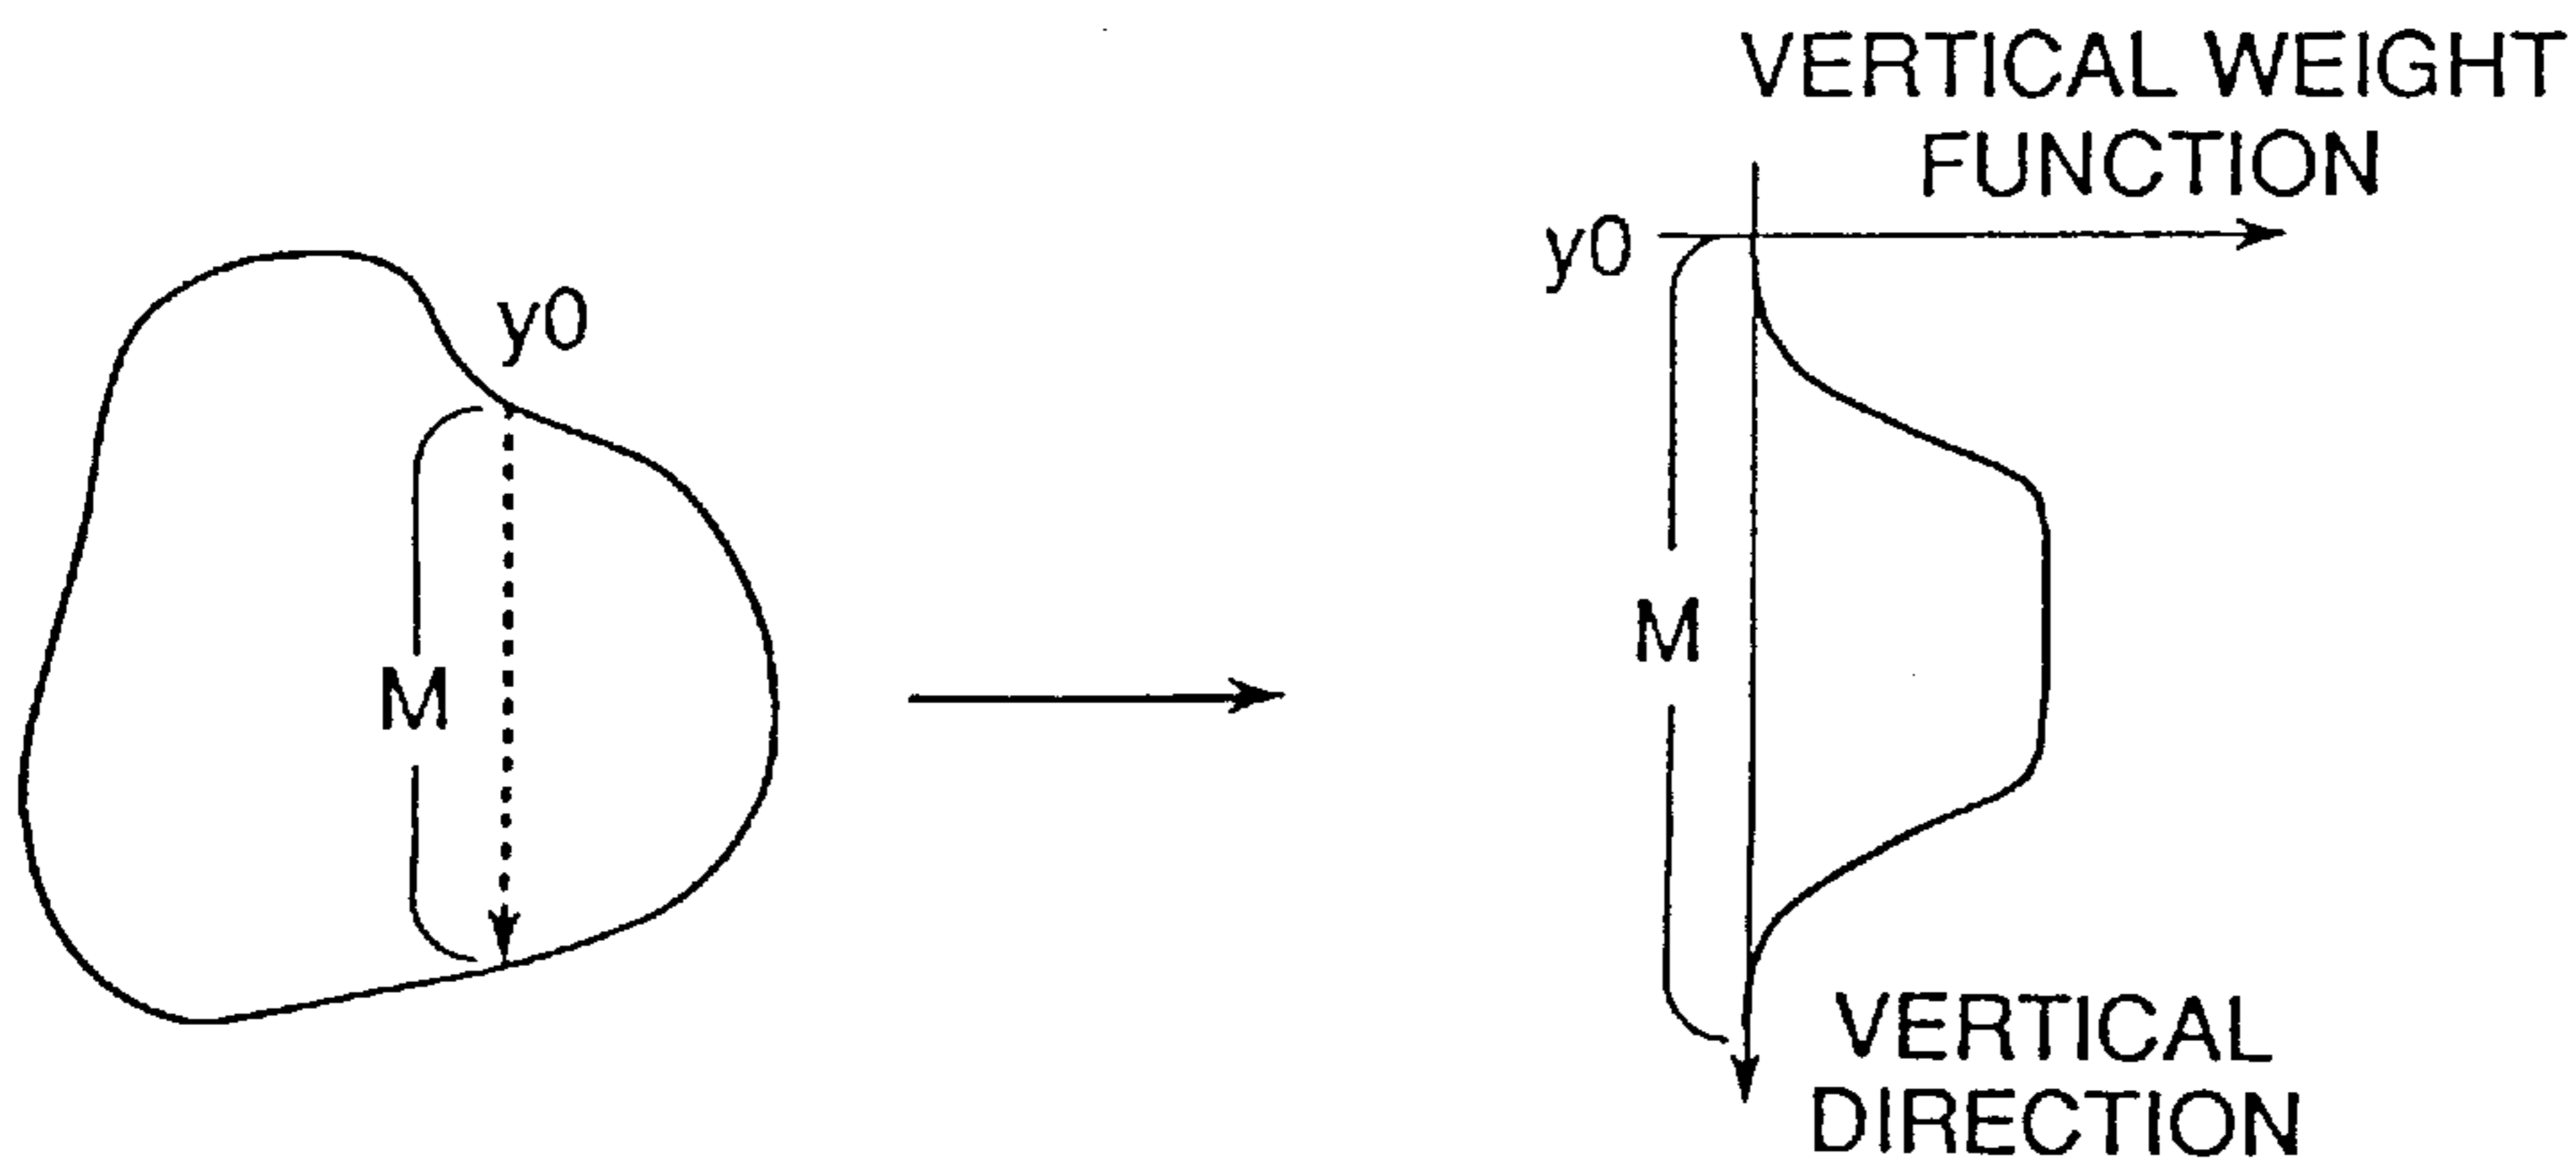 y0
M
VERTICAL WEIGHT
FUNCTION
y0
M
VERTICAL
DIRECTION